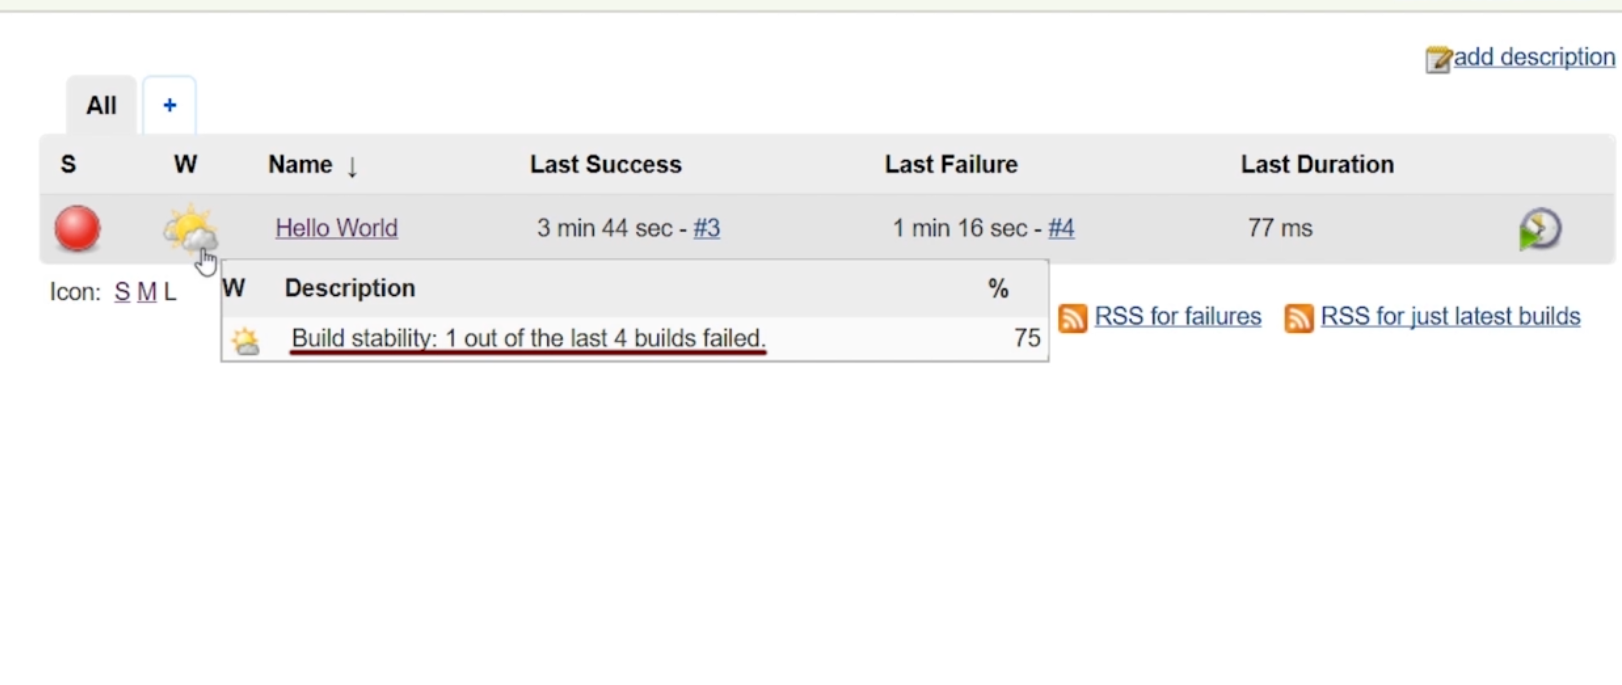 add description
All +
S W Name ↓ Last Success Last Failure Last Duration
Hello World 3 min 44 sec - #3 1 min 16 sec - #4 77 ms
Icon: S M L
W Description %
RSS for failures RSS for just latest builds
Build stability: 1 out of the last 4 builds failed. 75